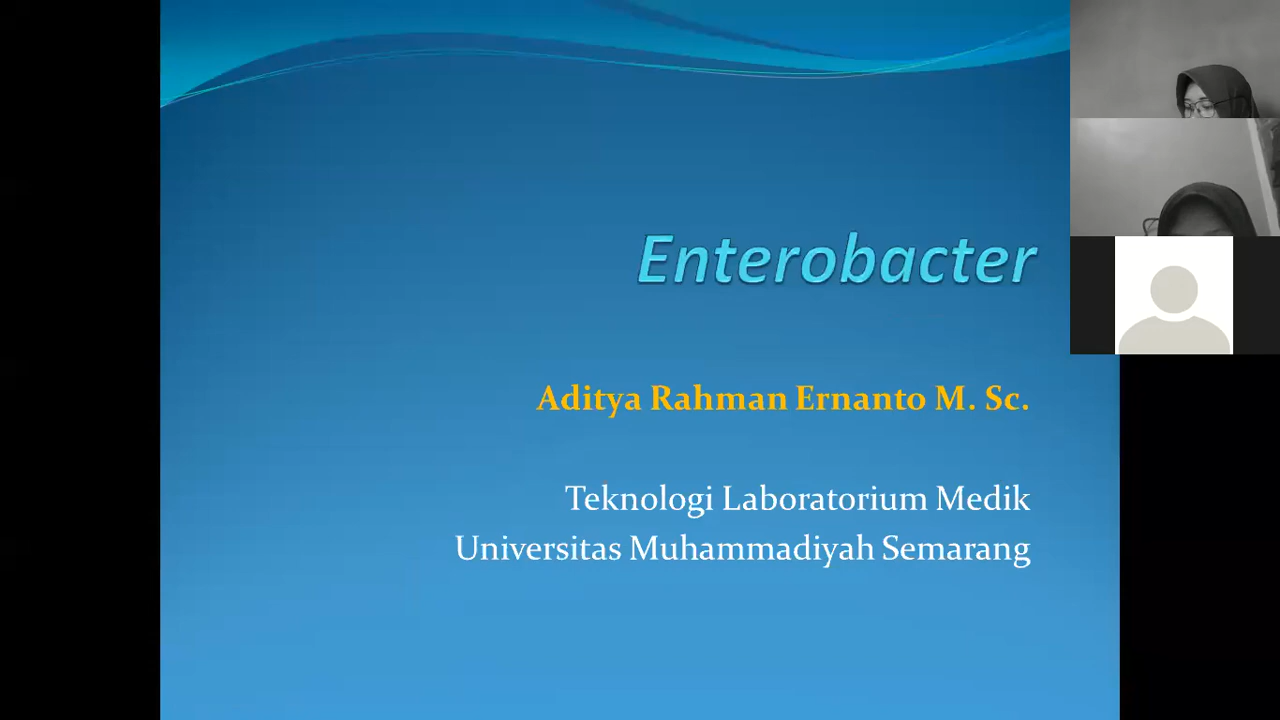 Enterobacter
Aditya Rahman Ernanto M. Sc.
Teknologi Laboratorium Medik
Universitas Muhammadiyah Semarang